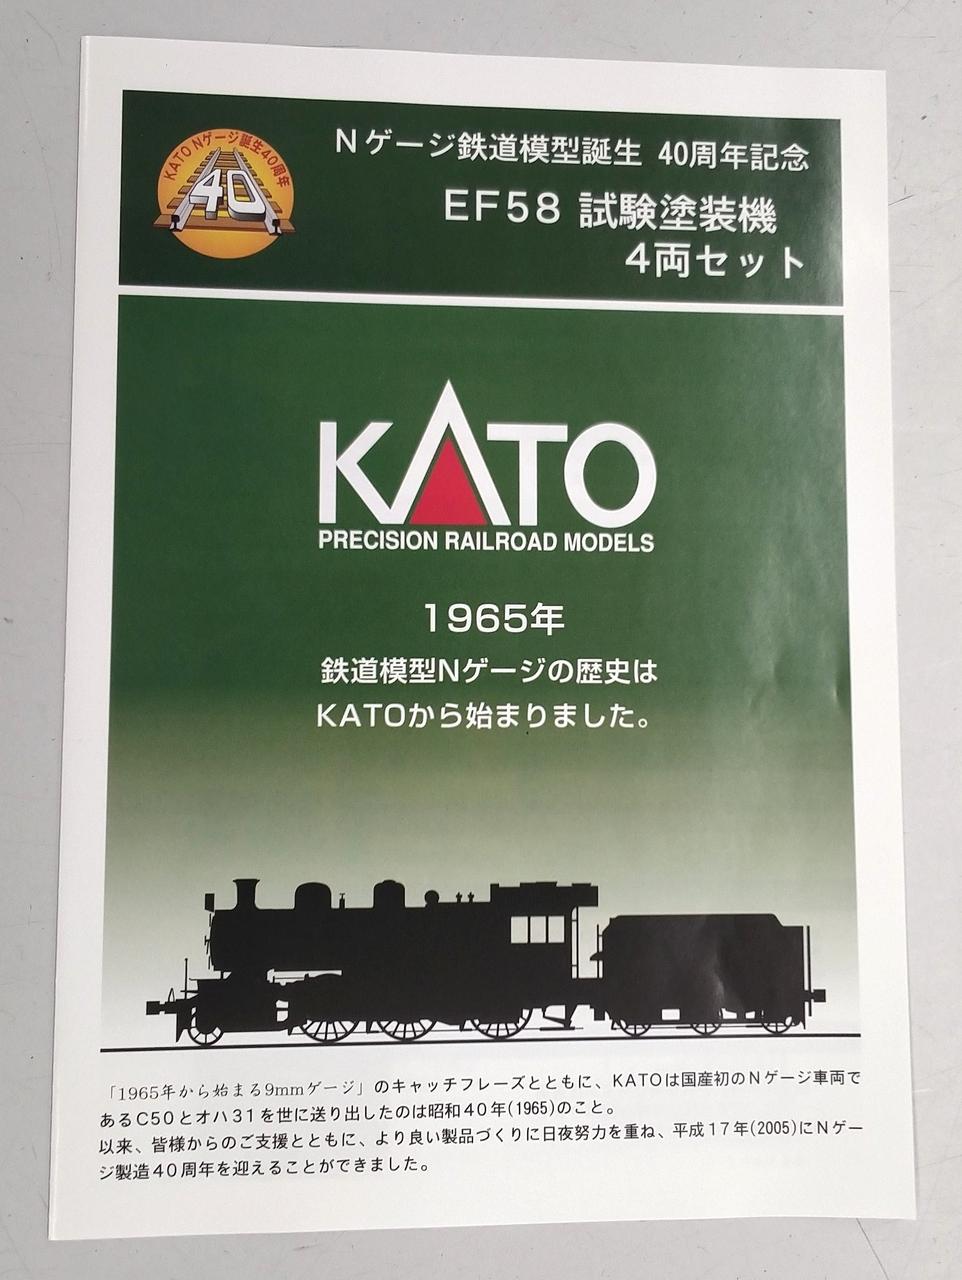 KATO Nゲージ誕生40周年
40
Nゲージ鉄道模型誕生 40周年記念
EF58 試験塗装機
4両セット
KATO
PRECISION RAILROAD MODELS
1965年
鉄道模型Nゲージの歴史は
KATOから始まりました。
「1965年から始まる9mmゲージ」のキャッチフレーズとともに、KATOは国産初のNゲージ車両で
あるC50とオハ31を世に送り出したのは昭和40年(1965)のこと。
以来、皆様からのご支援とともに、より良い製品づくりに日夜努力を重ね、平成17年(2005)にNゲー
ジ製造40周年を迎えることができました。